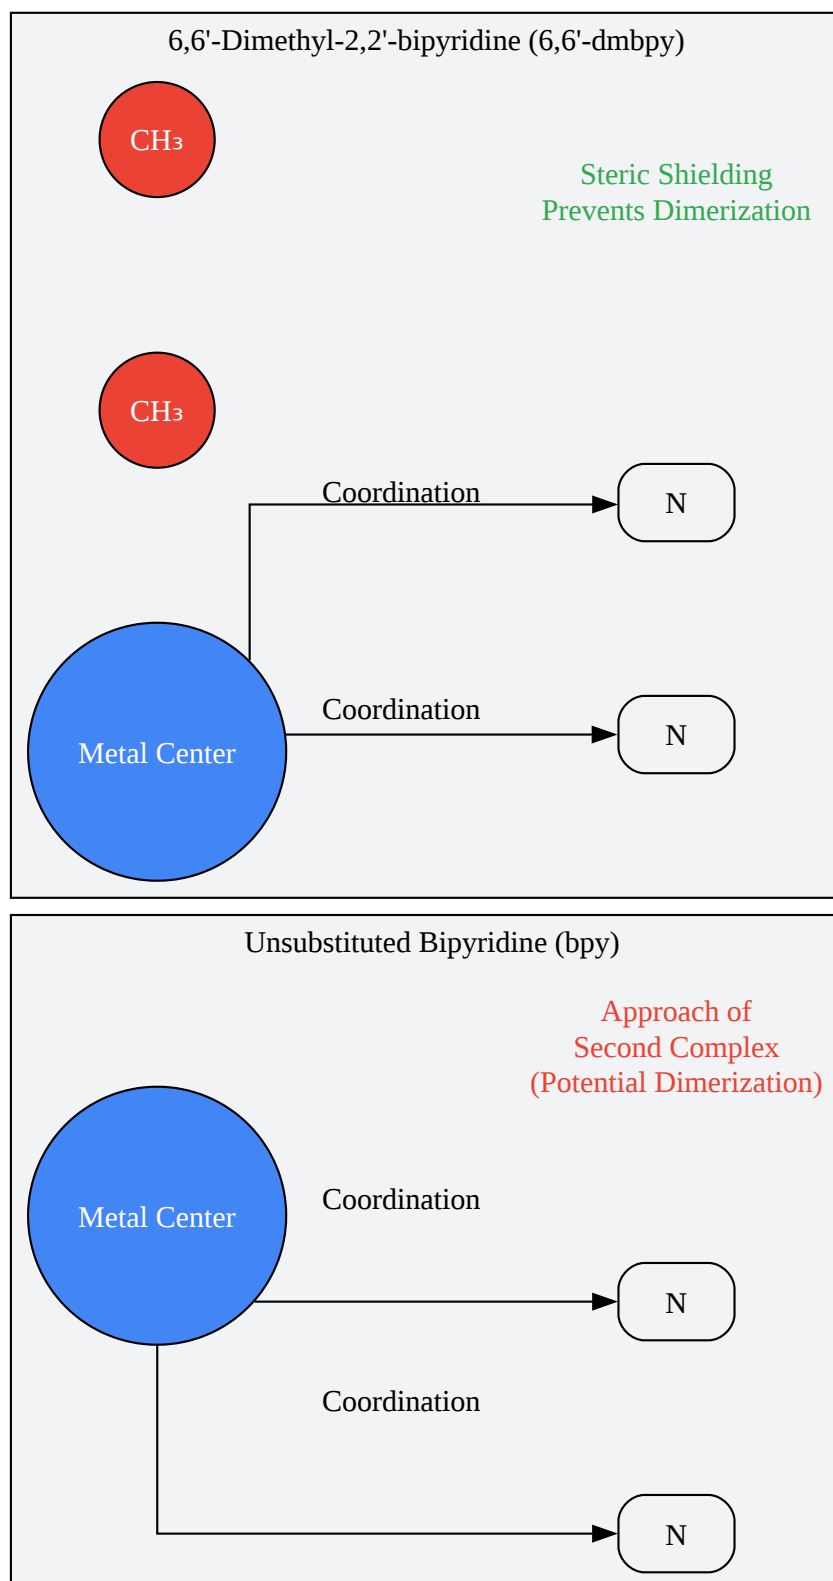 6,6'-Dimethyl-2,2'-bipyridine (6,6'-dmbpy)
CH₃
Steric Shielding
Prevents Dimerization
CH₃
Coordination
N
Coordination
N
Metal Center
Unsubstituted Bipyridine (bpy)
Approach of
Second Complex
(Potential Dimerization)
Metal Center
Coordination
N
Coordination
N